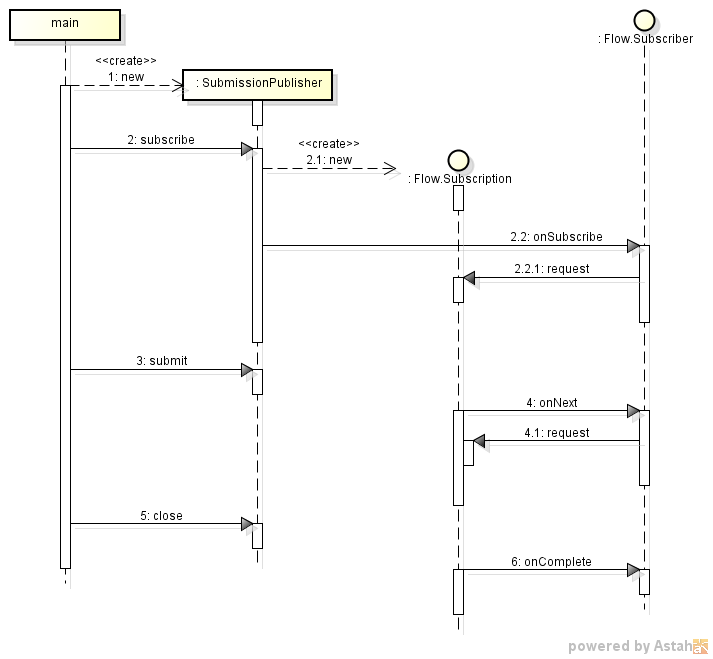 main
: Flow.Subscriber
<<create>>
1: new
: SubmissionPublisher
2: subscribe
<<create>>
2.1: new
: Flow.Subscription
2.2: onSubscribe
2.2.1: request
3: submit
4: onNext
4.1: request
5: close
6: onComplete
powered by Astah